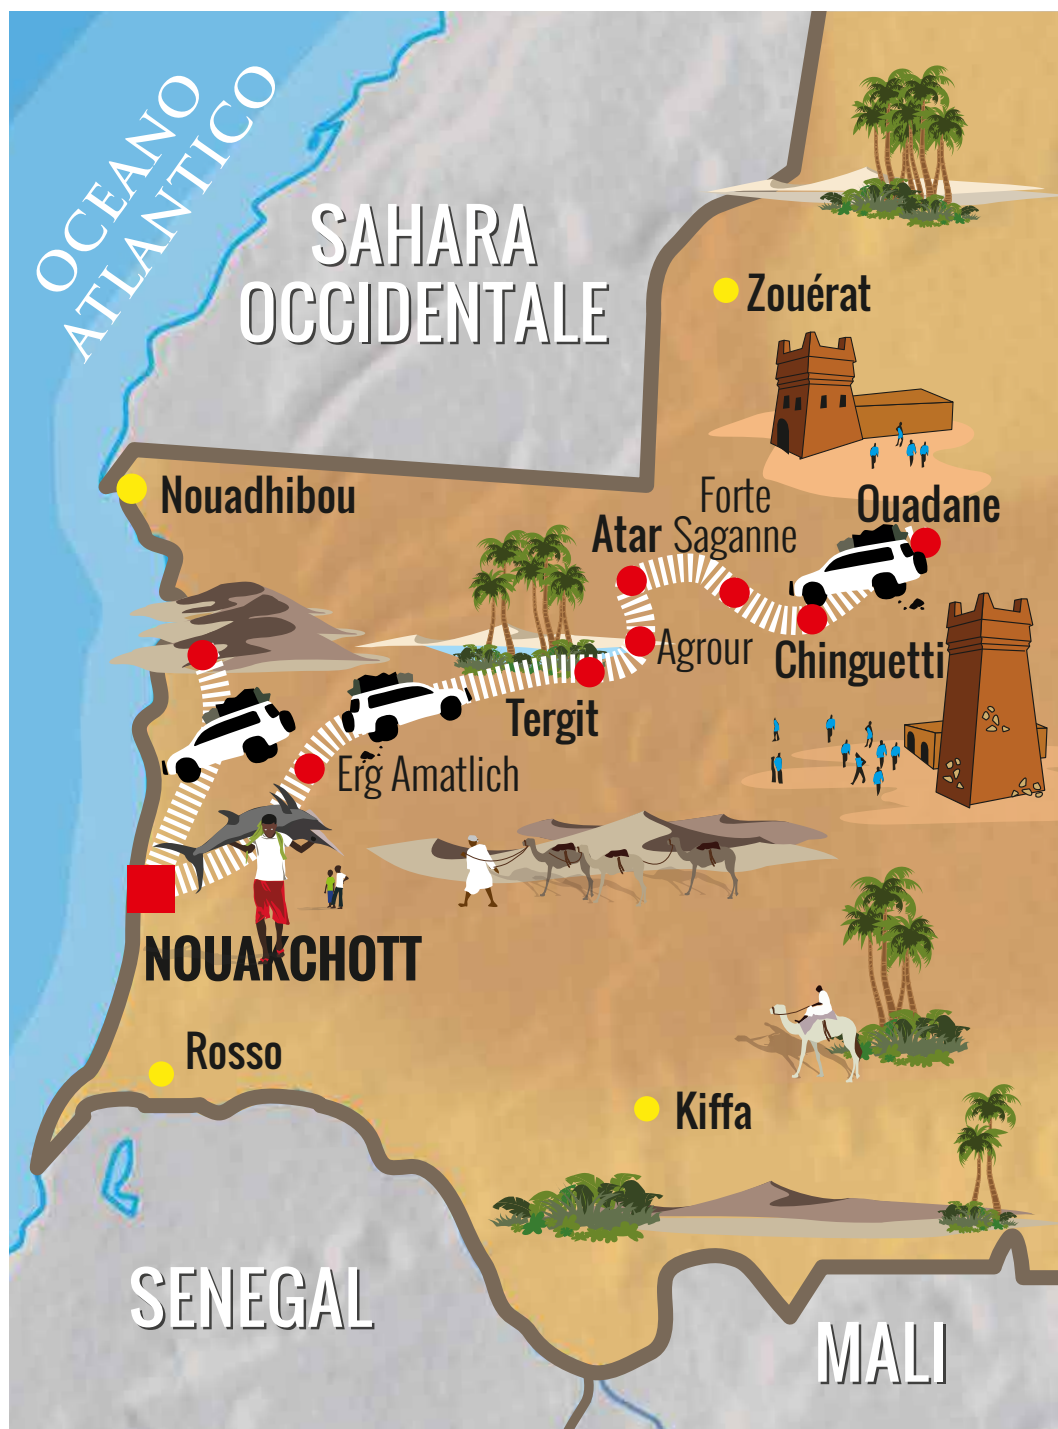 OCEANO
ATLANTICO
SAHARA
OCCIDENTALE
Zouérat
Nouadhibou
Forte
Saganne
Ouadane
Atar
Agrour
Chinguetti
Tergit
Erg Amatlich
NOUAKCHOTT
Rosso
Kiffa
SENEGAL
MALI